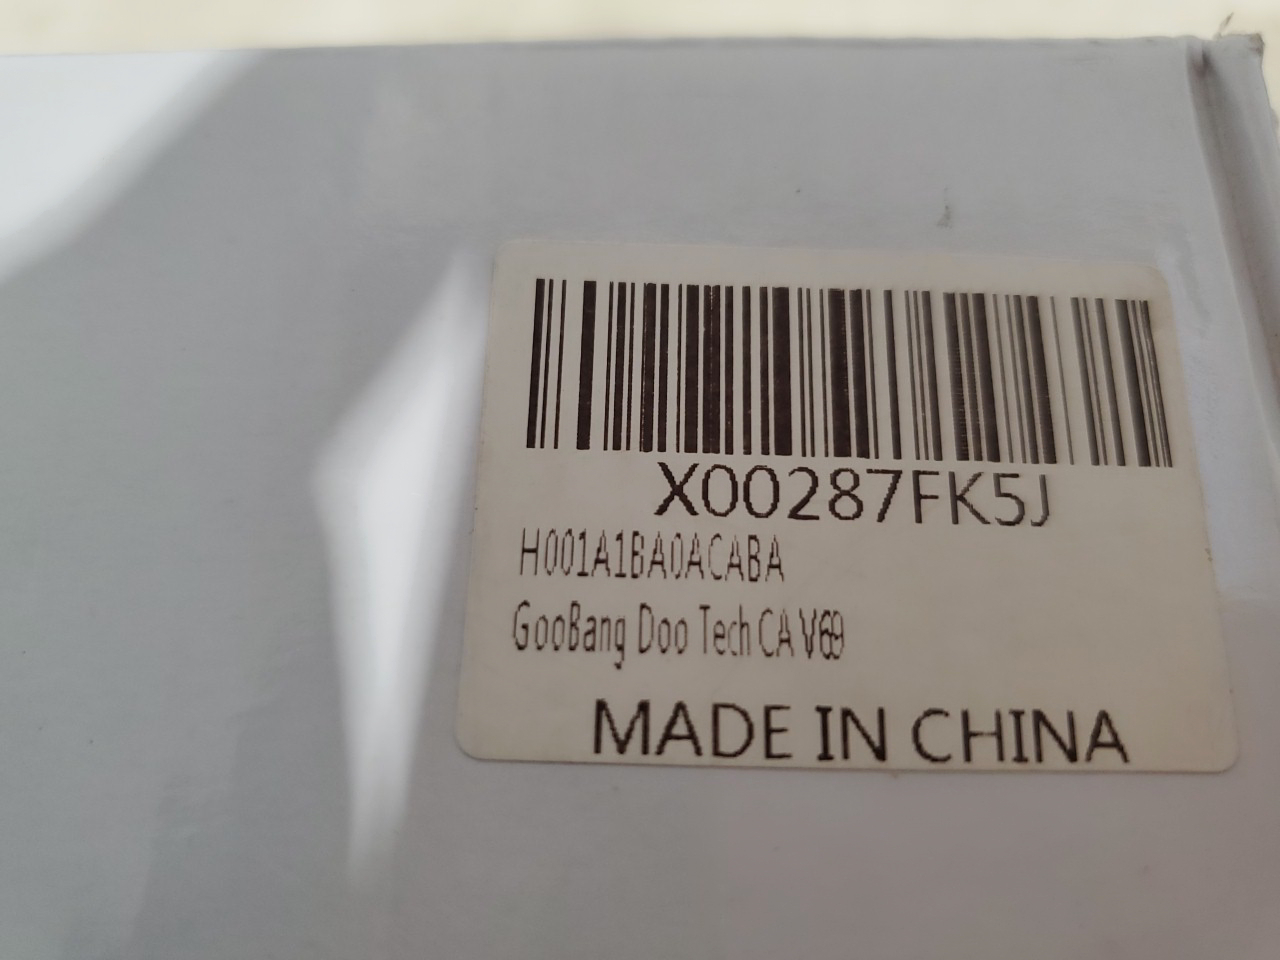 X00287FK5J
H001A1BA0ACABA
GooBang Doo Tech CA V69
MADE IN CHINA